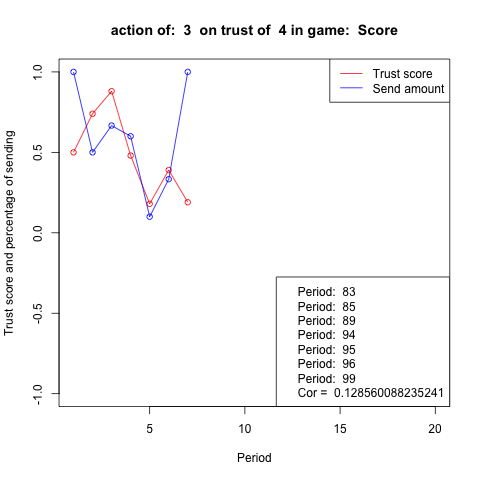 action of:  3  on trust of  4 in game:  Score
Trust score
Send amount
Trust score and percentage of sending
1.0
0.5
0.0
-0.5
-1.0
Period:  83
Period:  85
Period:  89
Period:  94
Period:  95
Period:  96
Period:  99
Cor =  0.128560088235241
5
10
15
20
Period